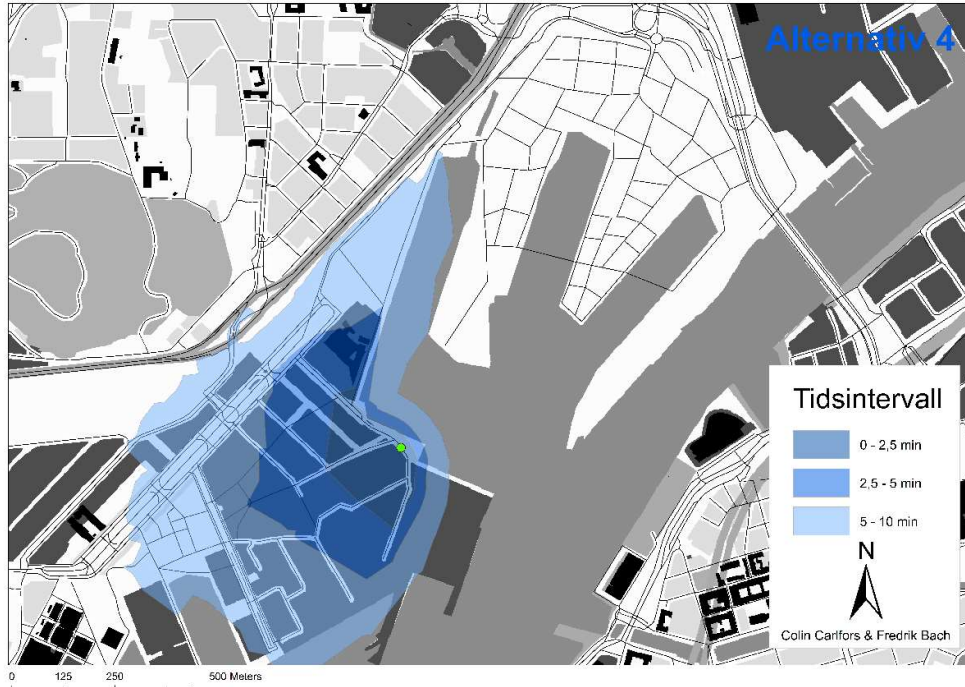 Alternativ 4
Tidsintervall
0 - 2,5 min
2,5 - 5 min
5 - 10 min
N
Colin Carlfors & Fredrik Bach
0 125 250 500 Meters